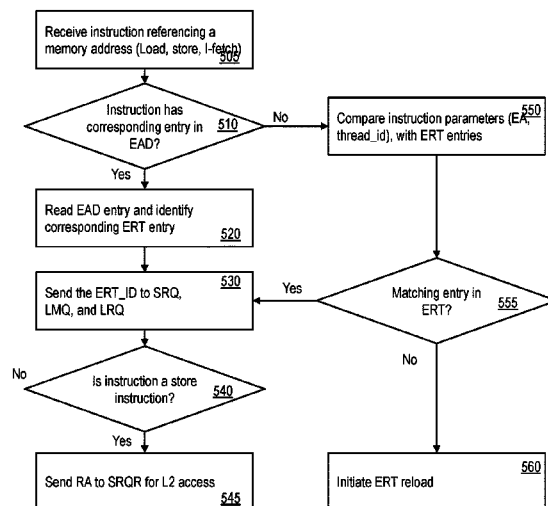 Receive instruction referencing a
memory address (Load, store, I-fetch)
505
Instruction has
corresponding entry in
EAD?
510
No
Yes
Compare instruction parameters (EA,
thread_id), with ERT entries
550
Read EAD entry and identify
corresponding ERT entry
520
Send the ERT_ID to SRQ,
LMQ, and LRQ
530
Yes
Matching entry in
ERT?
555
No
No
Is instruction a store
instruction?
540
Yes
Send RA to SRQR for L2 access
545
Initiate ERT reload
560